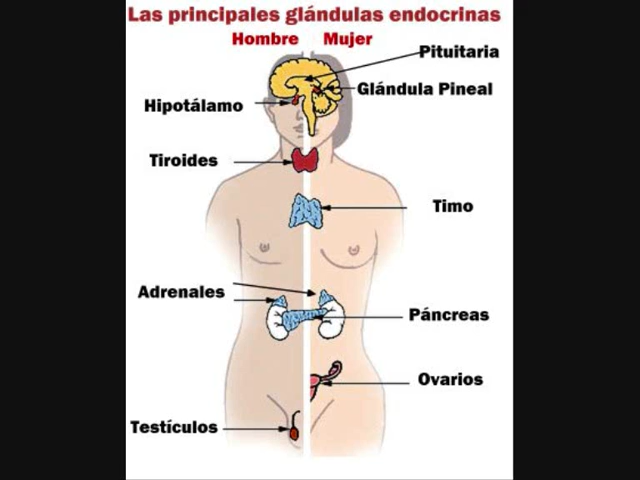 Las principales glándulas endocrinas
Hombre Mujer
Pituitaria
Glándula Pineal
Hipotálamo
Tiroides
Timo
Adrenales
Páncreas
Ovarios
Testículos